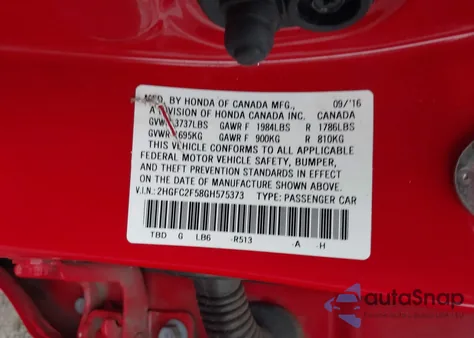 MFD. BY HONDA OF CANADA MFG., 09/'16
A DIVISION OF HONDA CANADA INC. CANADA
GVWR 3737LBS GAWR F 1984LBS R 1786LBS
GVWR 1695KG GAWR F 900KG R 810KG
THIS VEHICLE CONFORMS TO ALL APPLICABLE
FEDERAL MOTOR VEHICLE SAFETY, BUMPER,
AND THEFT PREVENTION STANDARDS IN EFFECT
ON THE DATE OF MANUFACTURE SHOWN ABOVE.
V.I.N.: 2HGFC2F58GH575373 TYPE: PASSENGER CAR
TBD G LB6 -R513 -A -H
autoSnap